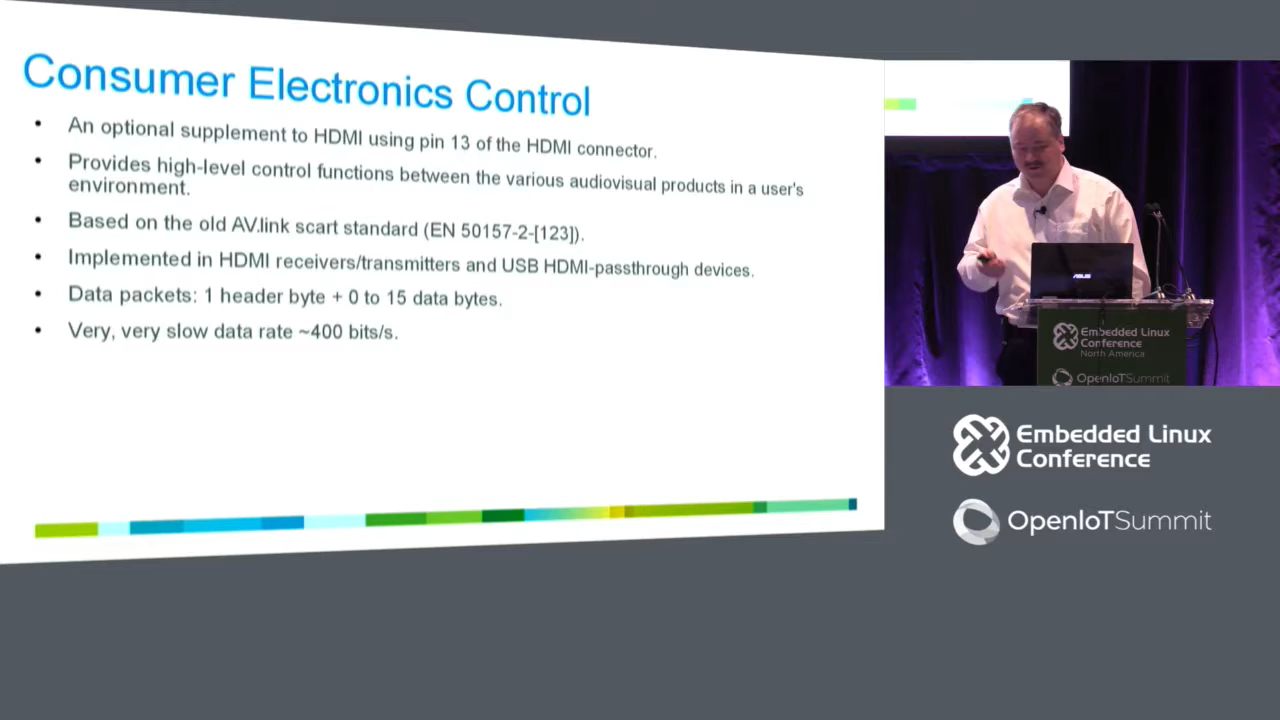 Consumer Electronics Control
• An optional supplement to HDMI using pin 13 of the HDMI connector.
• Provides high-level control functions between the various audiovisual products in a user's
environment.
• Based on the old AV.link scart standard (EN 50157-2-[123]).
• Implemented in HDMI receivers/transmitters and USB HDMI-passthrough devices.
• Data packets: 1 header byte + 0 to 15 data bytes.
• Very, very slow data rate ~400 bits/s.
ASUS
Embedded Linux
Conference
North America
OpenIoTSummit
Embedded Linux
Conference
OpenIoTSummit